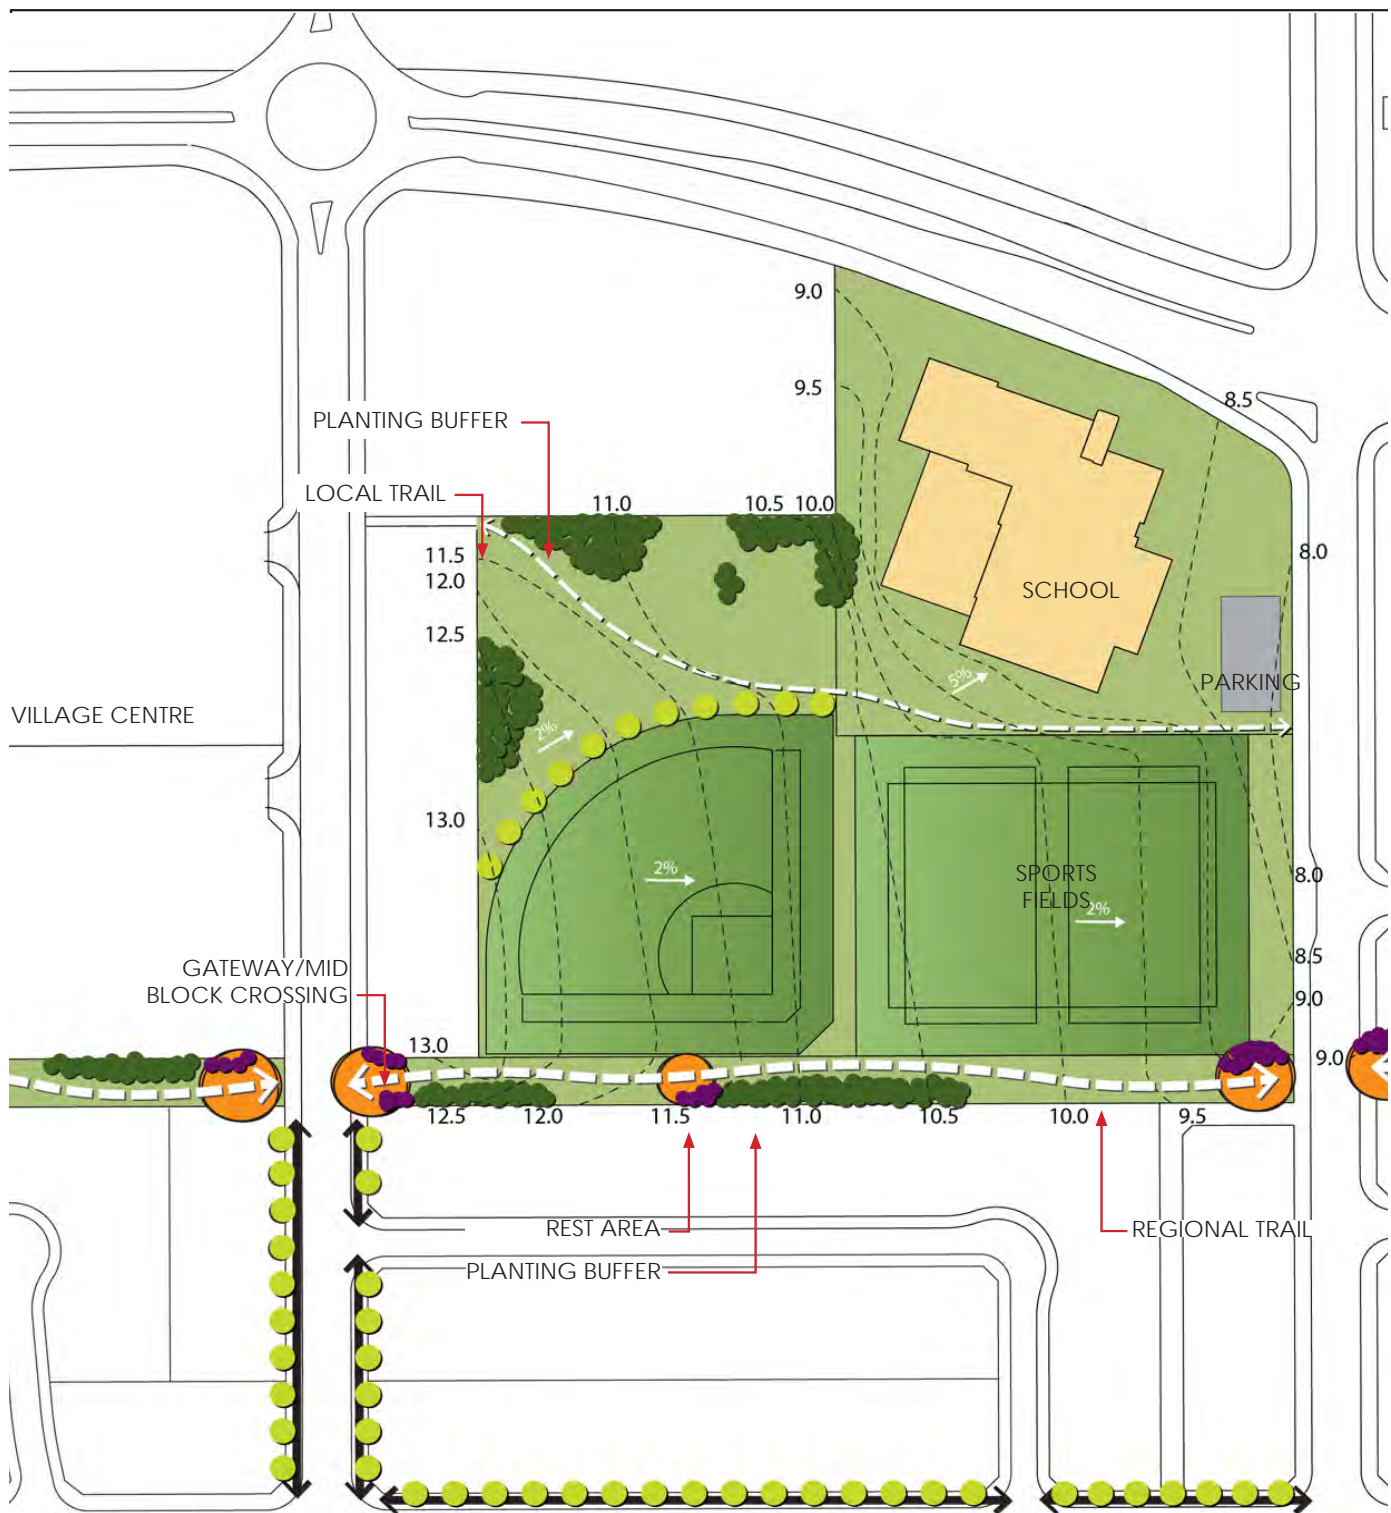 9.0
9.5
8.5
PLANTING BUFFER
LOCAL TRAIL
11.0
10.5
10.0
11.5
12.0
12.5
8.0
SCHOOL
5%
PARKING
VILLAGE CENTRE
2%
13.0
2%
SPORTS
FIELDS
2%
8.0
8.5
9.0
GATEWAY/MID
BLOCK CROSSING
13.0
9.0
12.5
12.0
11.5
11.0
10.5
10.0
9.5
REST AREA
REGIONAL TRAIL
PLANTING BUFFER